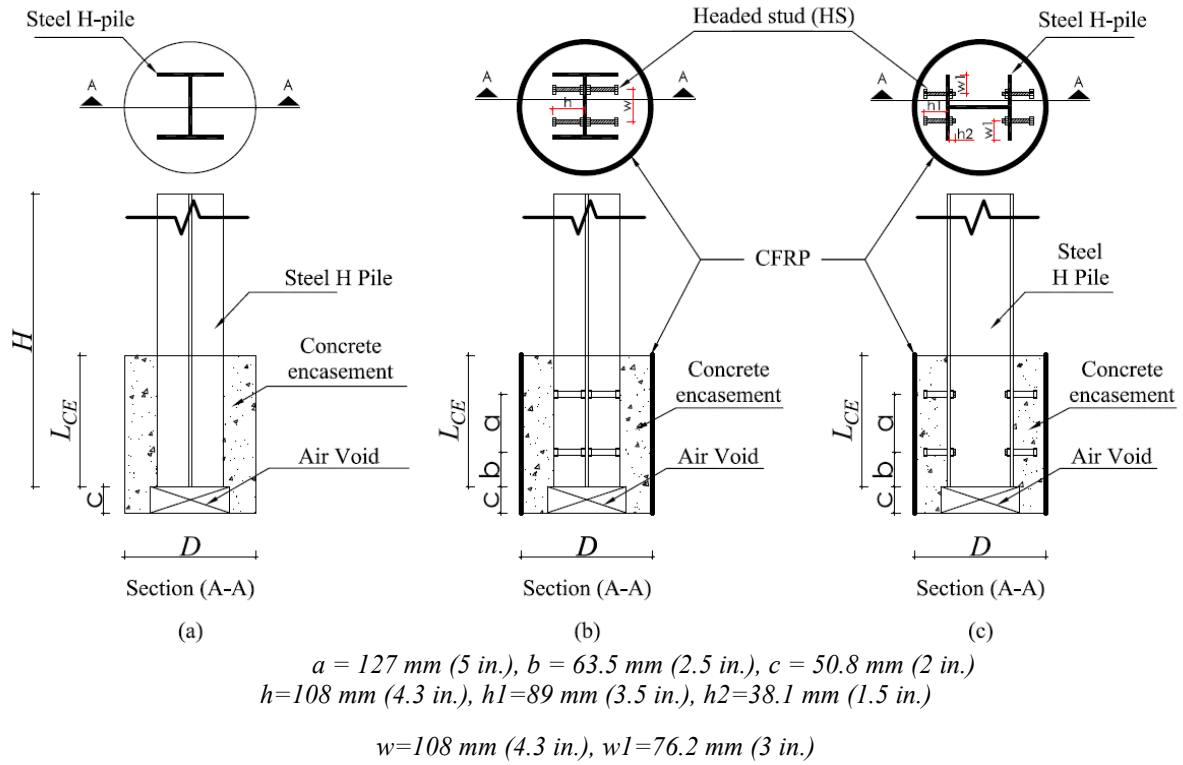 Steel H-pile
A
A
Headed stud (HS)
A
A
h
w
Steel H-pile
A
A
w1
h1
w1
h2
CFRP
H
Steel H Pile
Concrete
encasement
L_CE
Air Void
c
D
Section (A-A)
(a)
L_CE
a
b
c
Concrete
encasement
Air Void
D
Section (A-A)
(b)
Steel
H Pile
L_CE
a
b
c
Concrete
encasement
Air Void
D
Section (A-A)
(c)
a = 127 mm (5 in.), b = 63.5 mm (2.5 in.), c = 50.8 mm (2 in.)
h=108 mm (4.3 in.), h1=89 mm (3.5 in.), h2=38.1 mm (1.5 in.)
w=108 mm (4.3 in.), w1=76.2 mm (3 in.)